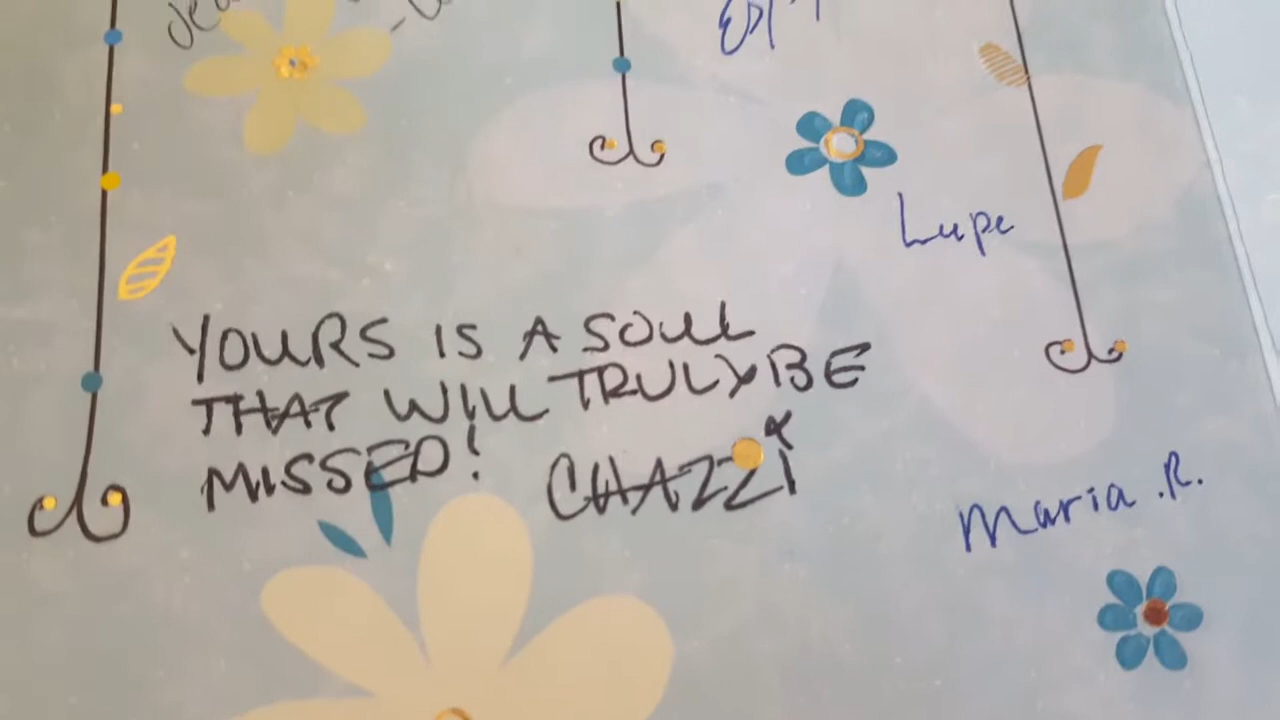 Lupe
YOURS IS A SOUL
THAT WILL TRULY BE
MISSED! CHAZZI
Maria .R.